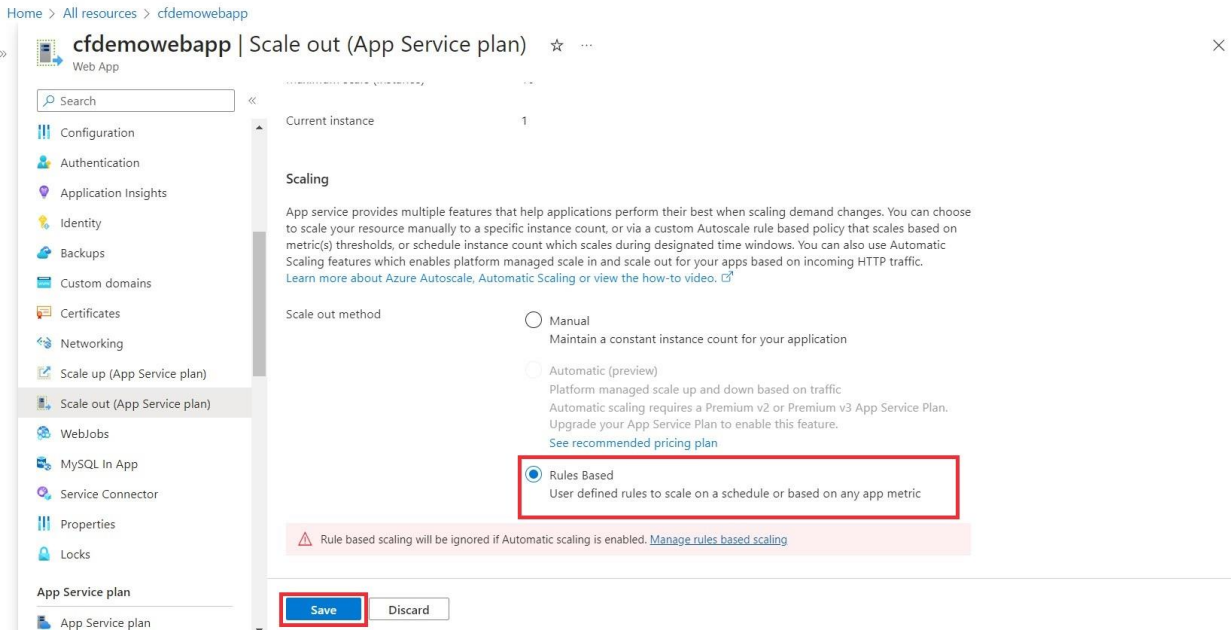 Home > All resources > cfdemowebapp
»
cfdemowebapp | Scale out (App Service plan) ☆ ...
Web App
Search «
Configuration
Authentication
Application Insights
Identity
Backups
Custom domains
Certificates
Networking
Scale up (App Service plan)
Scale out (App Service plan)
WebJobs
MySQL In App
Service Connector
Properties
Locks
App Service plan
App Service plan
Current instance 1
Scaling
App service provides multiple features that help applications perform their best when scaling demand changes. You can choose
to scale your resource manually to a specific instance count, or via a custom Autoscale rule based policy that scales based on
metric(s) thresholds, or schedule instance count which scales during designated time windows. You can also use Automatic
Scaling features which enables platform managed scale in and scale out for your apps based on incoming HTTP traffic.
Learn more about Azure Autoscale, Automatic Scaling or view the how-to video.
Scale out method
Manual
Maintain a constant instance count for your application
Automatic (preview)
Platform managed scale up and down based on traffic
Automatic scaling requires a Premium v2 or Premium v3 App Service Plan.
Upgrade your App Service Plan to enable this feature.
See recommended pricing plan
Rules Based
User defined rules to scale on a schedule or based on any app metric
Rule based scaling will be ignored if Automatic scaling is enabled. Manage rules based scaling
Save Discard